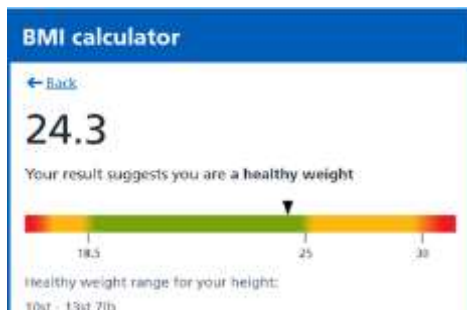 BMI calculator
Back
24.3
Your result suggests you are a healthy weight
18.5 25 30
Healthy weight range for your height:
10st - 13st 7lb